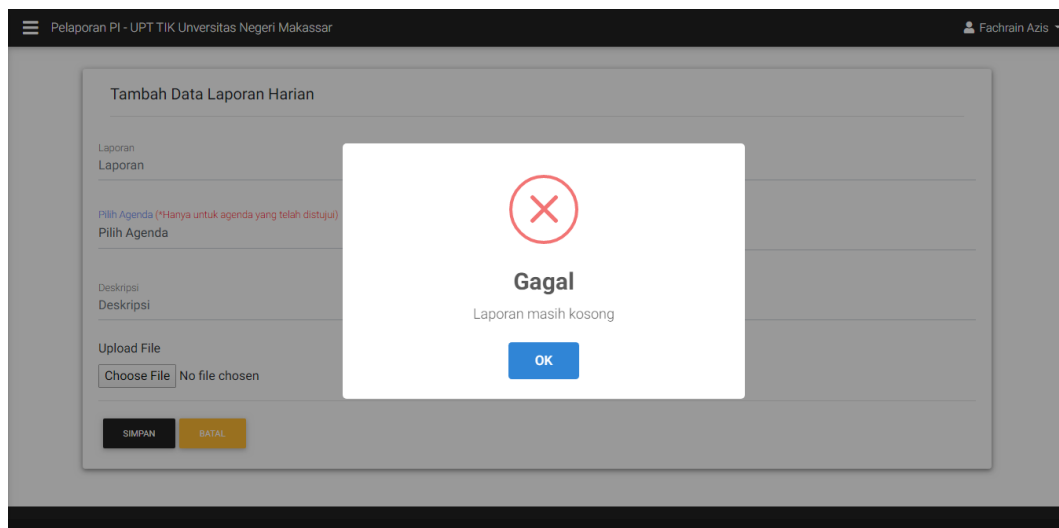 Pelaporan PI - UPT TIK Unversitas Negeri Makassar
Fachrain Azis
Tambah Data Laporan Harian
Laporan
Laporan
Pilih Agenda (*Hanya untuk agenda yang telah distujui)
Pilih Agenda
Deskripsi
Deskripsi
Upload File
Choose File No file chosen
SIMPAN BATAL
Gagal
Laporan masih kosong
OK